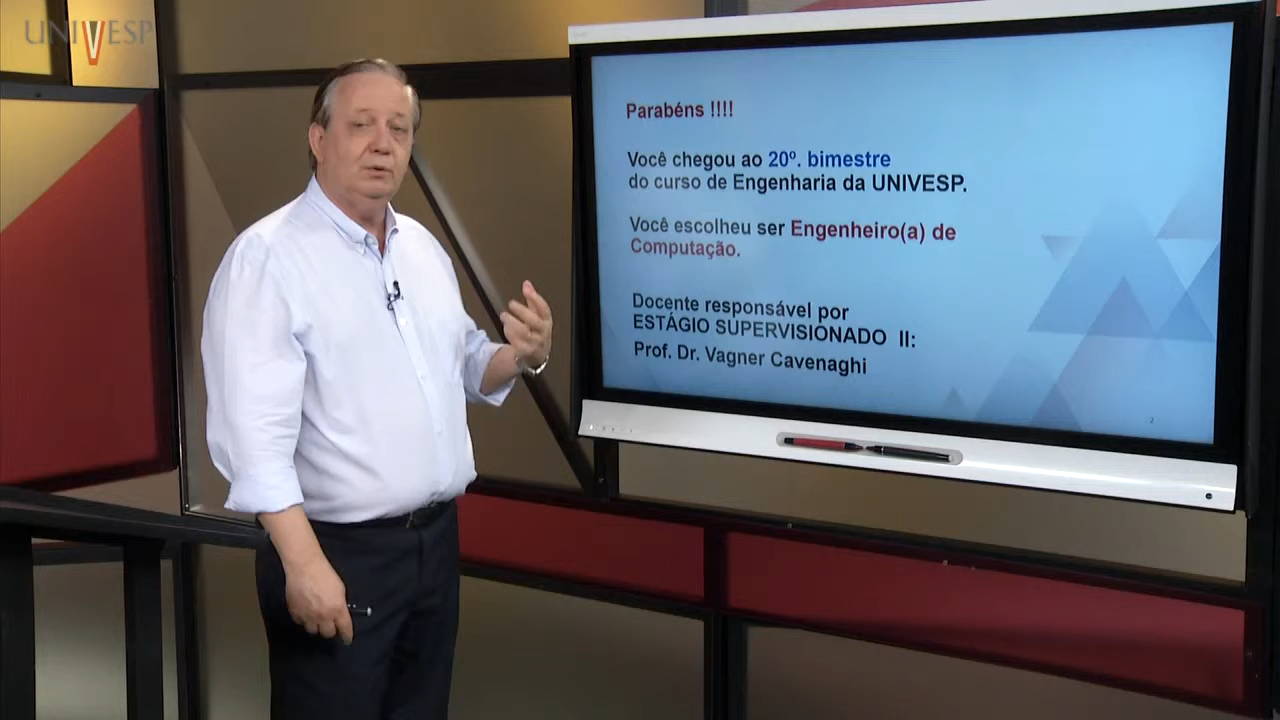 UNIVESP
Parabéns !!!!
Você chegou ao 20º. bimestre
do curso de Engenharia da UNIVESP.
Você escolheu ser Engenheiro(a) de
Computação.
Docente responsável por
ESTÁGIO SUPERVISIONADO II:
Prof. Dr. Vagner Cavenaghi
2